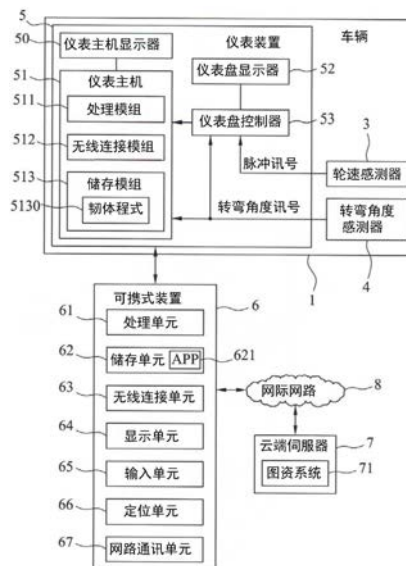 5
车辆
50
仪表主机显示器
仪表装置
51
仪表主机
仪表盘显示器
52
511
处理模组
仪表盘控制器
53
512
无线连接模组
脉冲讯号
3
513
储存模组
轮速感测器
5130
韧体程式
转弯角度讯号
转弯角度
感测器
1
4
可携式装置
6
61
处理单元
62
储存单元
APP
621
63
无线连接单元
网际网路
8
64
显示单元
云端伺服器
7
65
输入单元
图资系统
71
66
定位单元
67
网路通讯单元